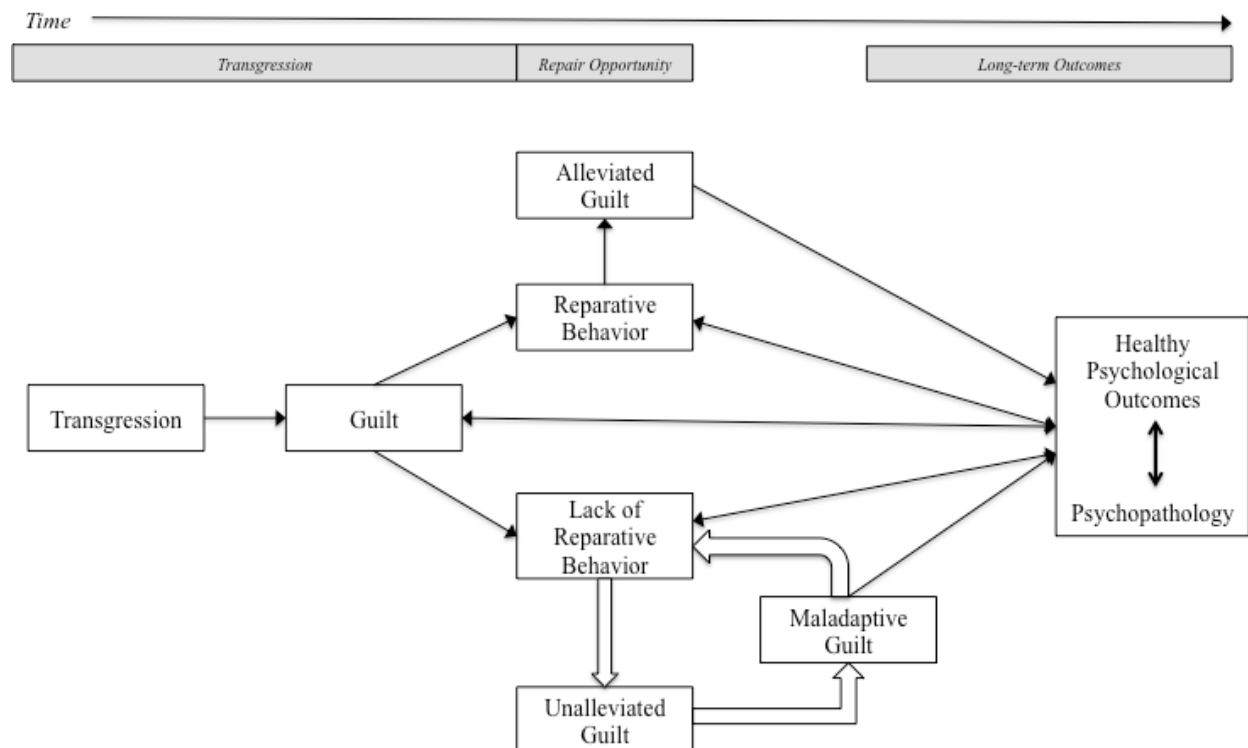 Time
Transgression
Repair Opportunity
Long-term Outcomes
Alleviated
Guilt
Reparative
Behavior
Healthy
Psychological
Outcomes
Transgression
Guilt
Lack of
Reparative
Behavior
Psychopathology
Maladaptive
Guilt
Unalleviated
Guilt